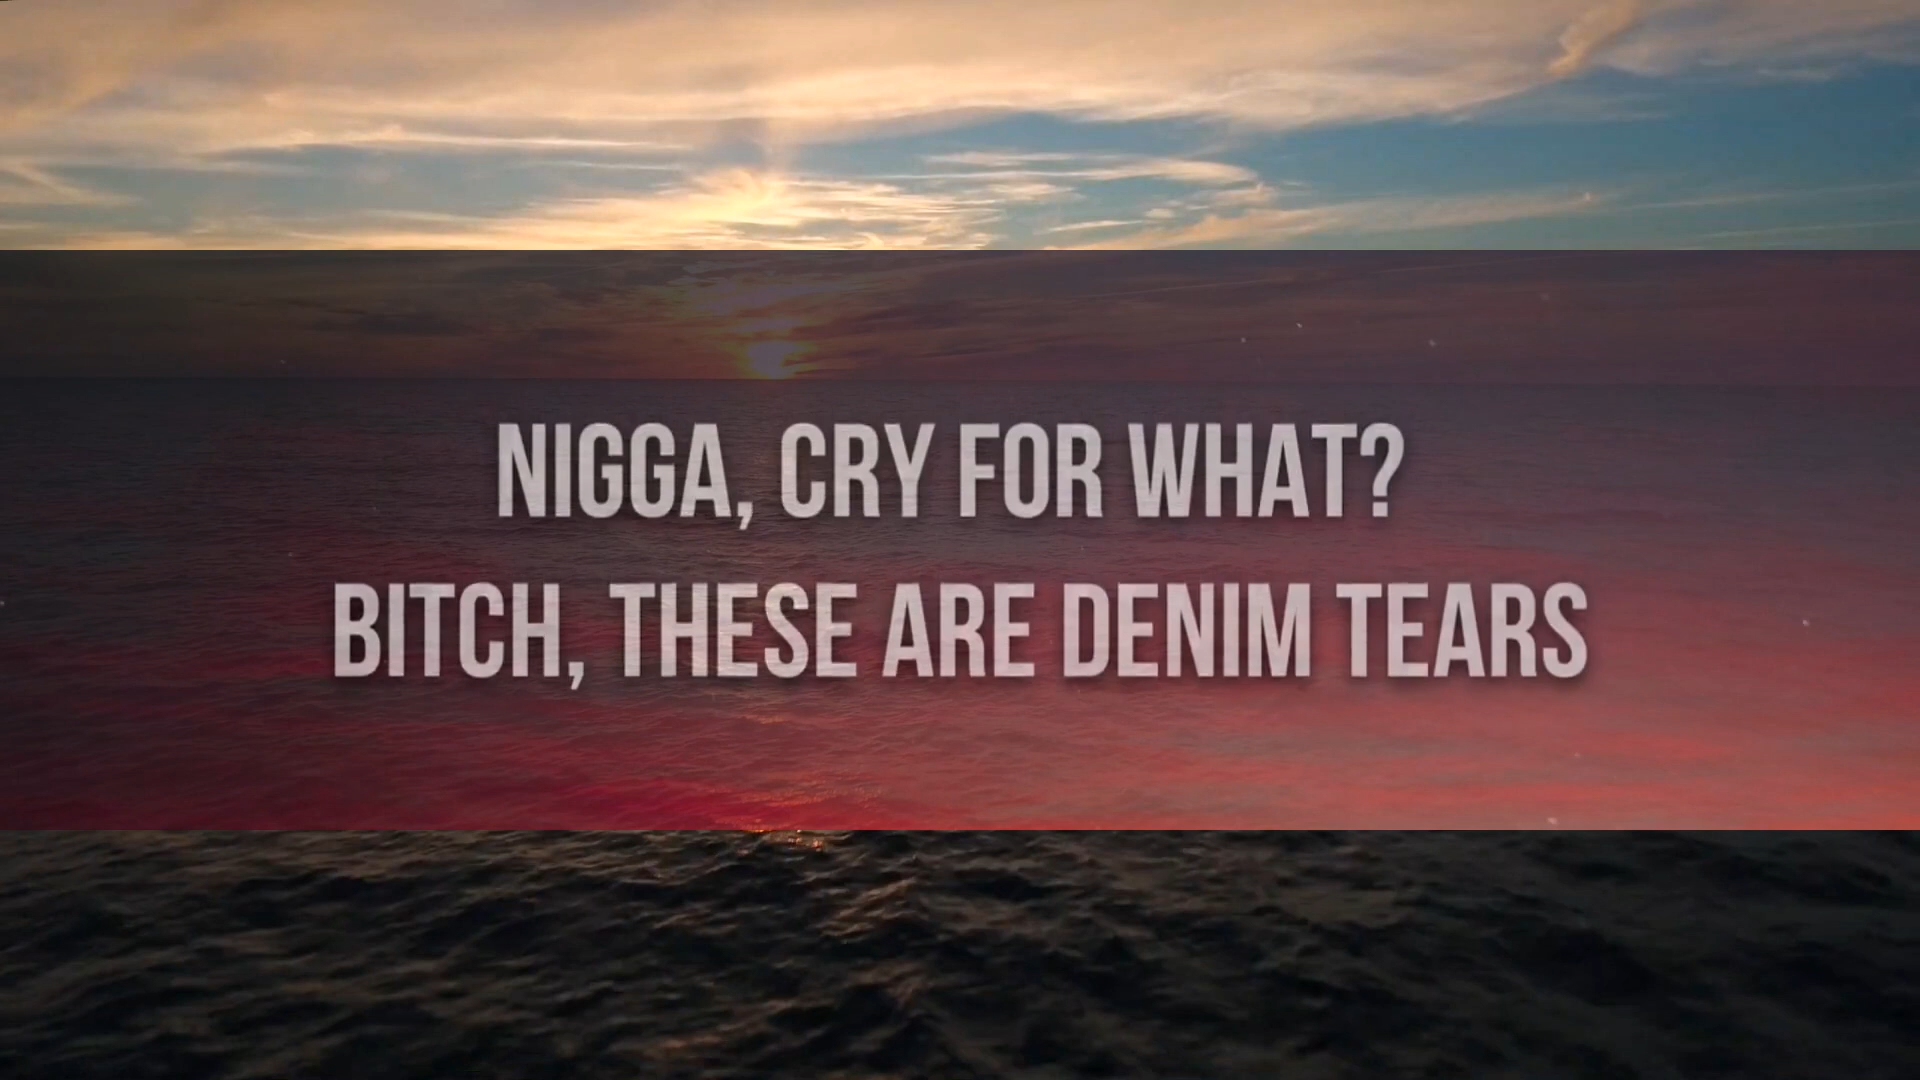 NIGGA, CRY FOR WHAT?
BITCH, THESE ARE DENIM TEARS